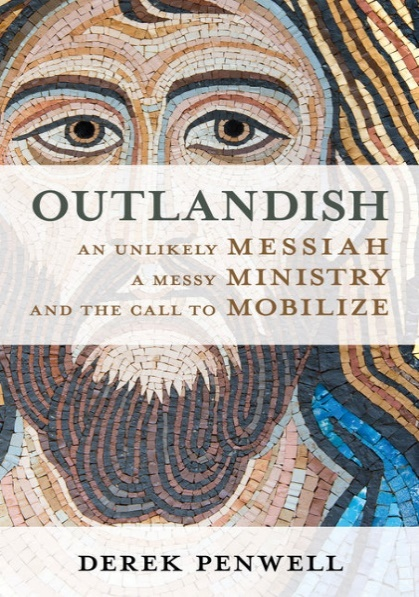 OUTLANDISH
AN UNLIKELY MESSIAH
A MESSY MINISTRY
AND THE CALL TO MOBILIZE
DEREK PENWELL